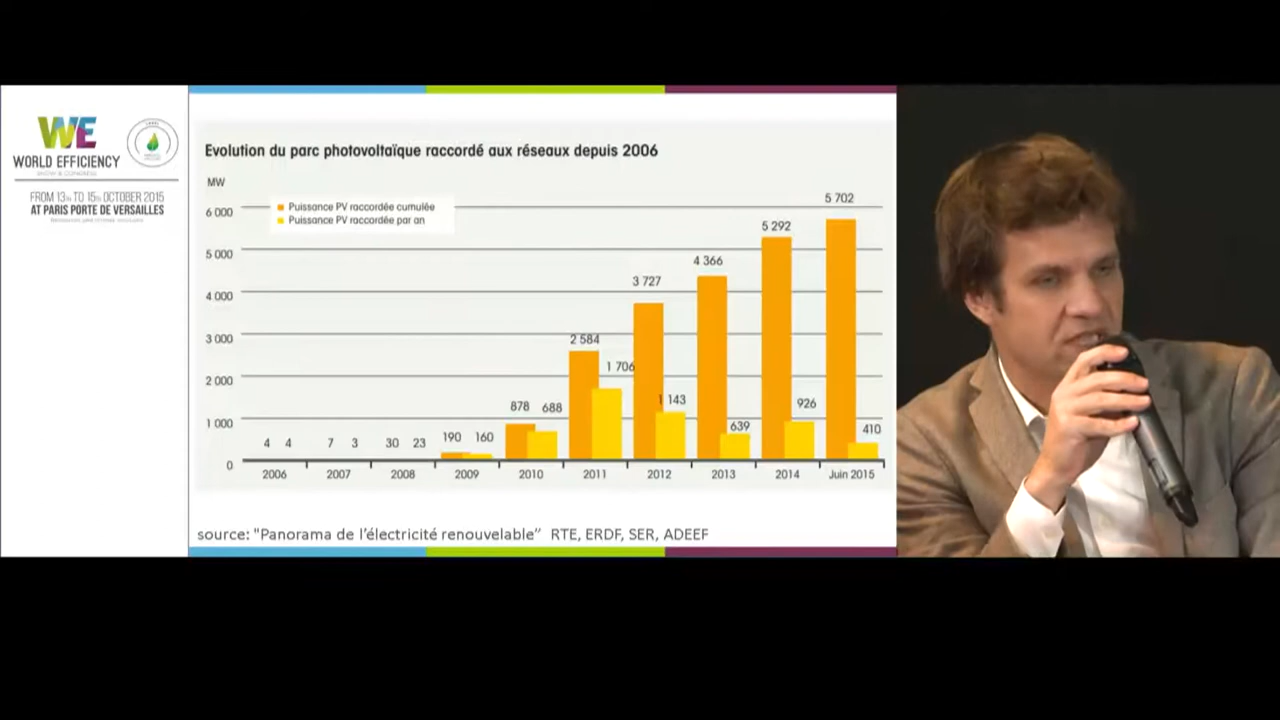 WE
WORLD EFFICIENCY
SHOW & CONGRESS
FROM 13TH TO 15TH OCTOBER 2015
AT PARIS PORTE DE VERSAILLES
Evolution du parc photovoltaïque raccordé aux réseaux depuis 2006
MW
Puissance PV raccordée cumulée
Puissance PV raccordée par an
6 000
5 000
4 000
3 000
2 000
1 000
0
4 4
7 3
30 23
190 160
878 688
2 584 1 706
3 727 1 143
4 366 639
5 292 926
5 702 410
2006 2007 2008 2009 2010 2011 2012 2013 2014 Juin 2015
source: "Panorama de l'électricité renouvelable” RTE, ERDF, SER, ADEEF